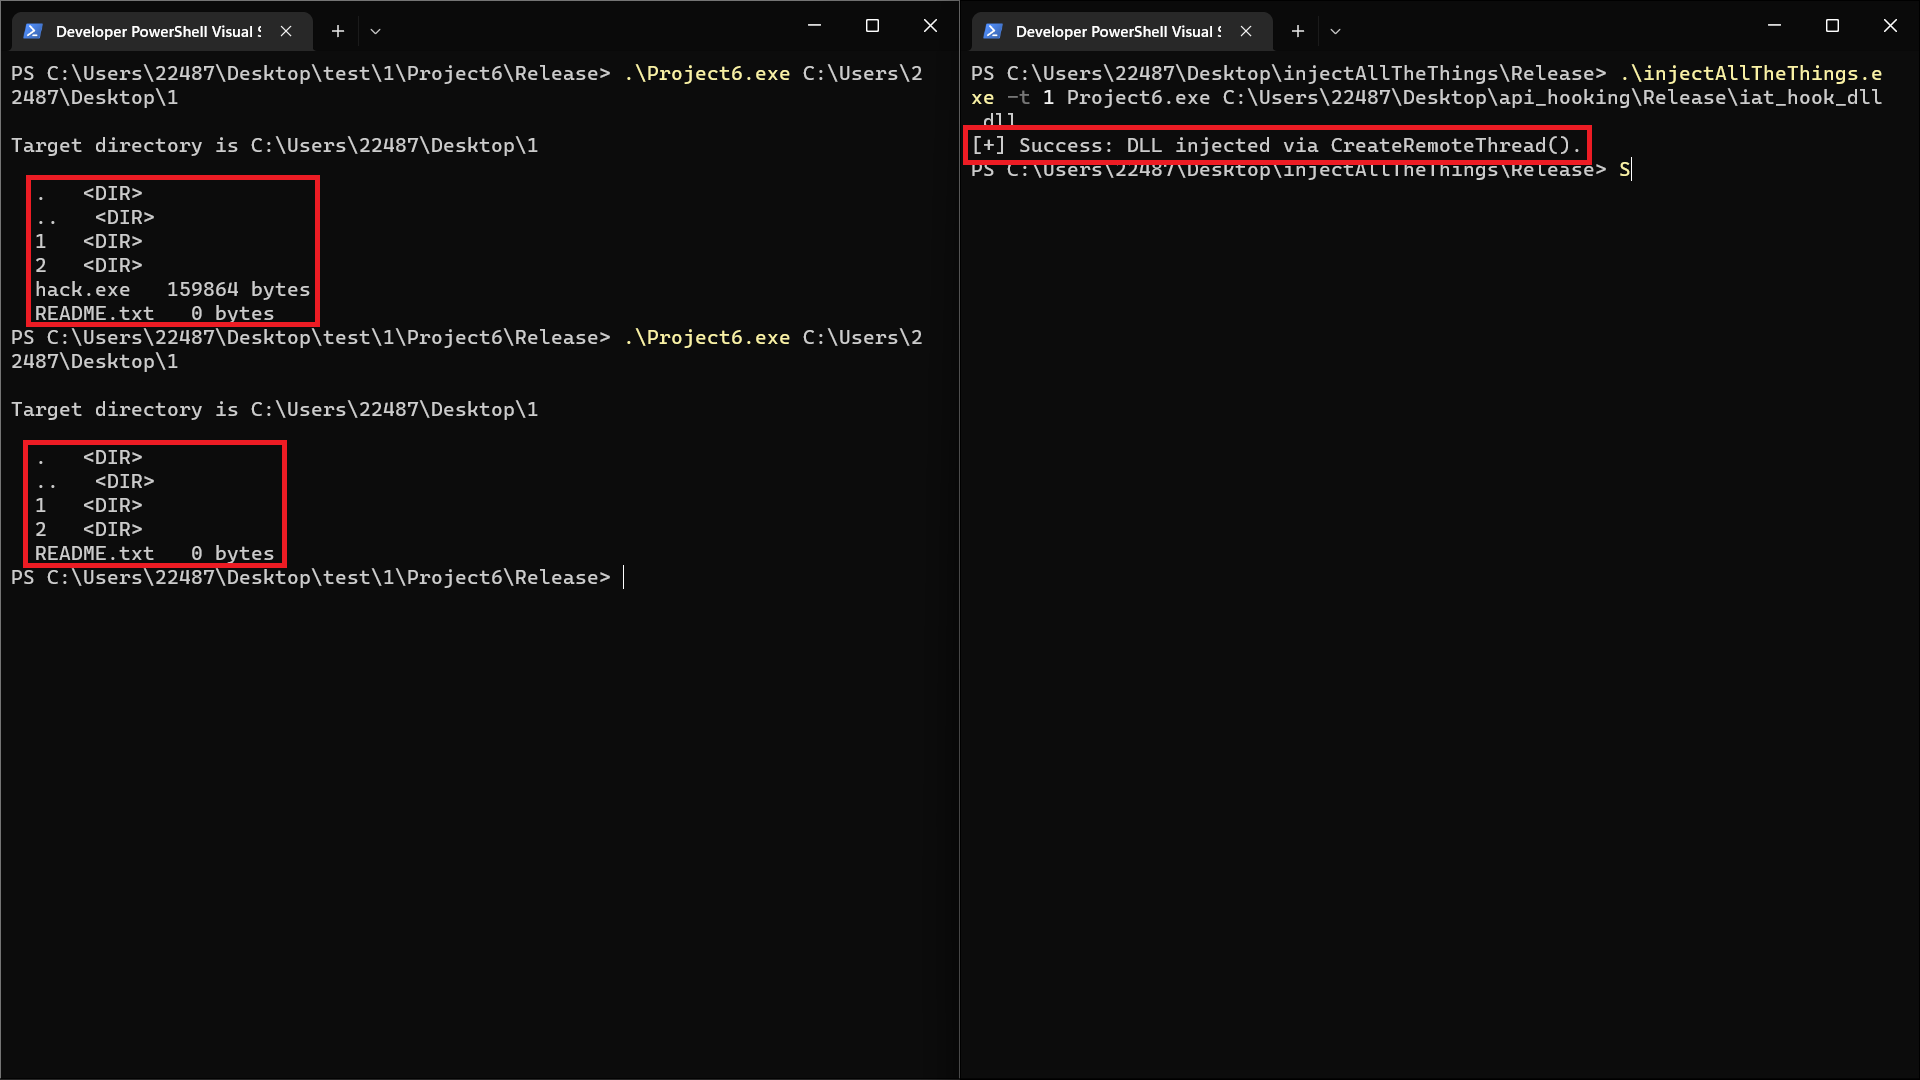 Developer PowerShell Visual S
PS C:\Users\22487\Desktop\test\1\Project6\Release> .\Project6.exe C:\Users\2
2487\Desktop\1
Target directory is C:\Users\22487\Desktop\1
.   <DIR>
..   <DIR>
1   <DIR>
2   <DIR>
hack.exe   159864 bytes
README.txt   0 bytes
PS C:\Users\22487\Desktop\test\1\Project6\Release> .\Project6.exe C:\Users\2
2487\Desktop\1
Target directory is C:\Users\22487\Desktop\1
.   <DIR>
..   <DIR>
1   <DIR>
2   <DIR>
README.txt   0 bytes
PS C:\Users\22487\Desktop\test\1\Project6\Release>
Developer PowerShell Visual S
PS C:\Users\22487\Desktop\injectAllTheThings\Release> .\injectAllTheThings.e
xe -t 1 Project6.exe C:\Users\22487\Desktop\api_hooking\Release\iat_hook_dll
.dll
[+] Success: DLL injected via CreateRemoteThread().
PS C:\Users\22487\Desktop\injectAllTheThings\Release> S